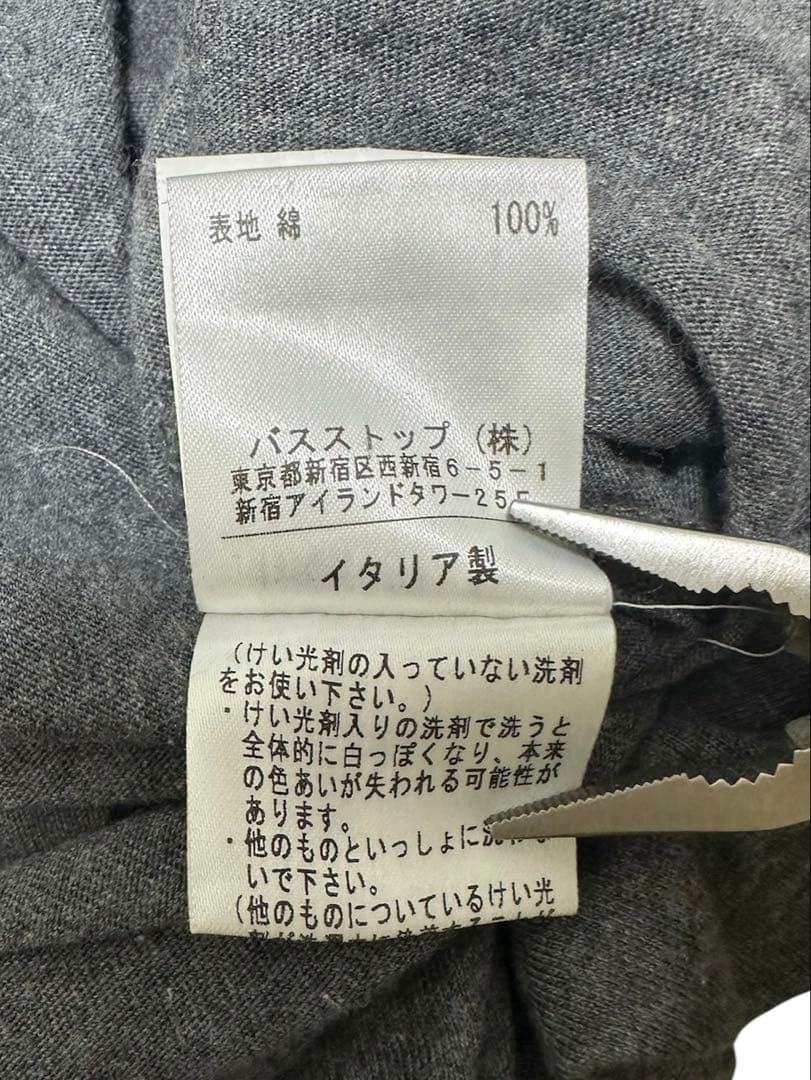 表地 綿 100%
バスストップ (株)
東京都新宿区西新宿6-5-1
新宿アイランドタワー25F
イタリア製
(けい光剤の入っていない洗剤
をお使い下さい。)
・けい光剤入りの洗剤で洗うと
全体的に白っぽくなり、本来
の色あいが失われる可能性が
あります。
・他のものといっしょに洗わな
いで下さい。
(他のものについているけい光